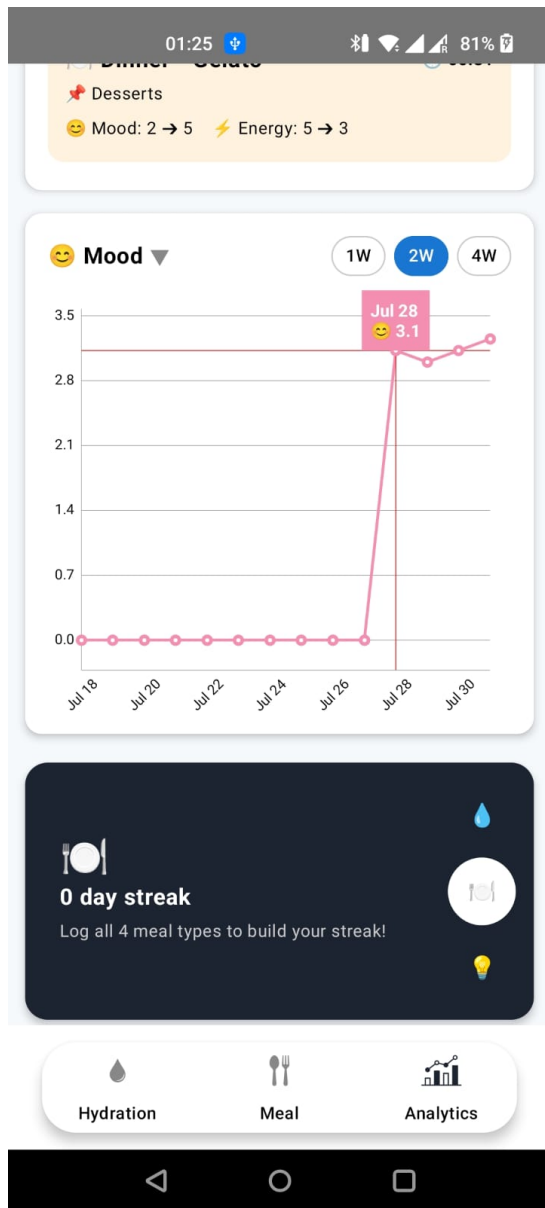 01:25 81%
Desserts
Mood: 2 → 5 Energy: 5 → 3
Mood ▼ 1W 2W 4W
Jul 28
3.1
3.5
2.8
2.1
1.4
0.7
0.0
Jul 18 Jul 20 Jul 22 Jul 24 Jul 26 Jul 28 Jul 30
0 day streak
Log all 4 meal types to build your streak!
Hydration Meal Analytics